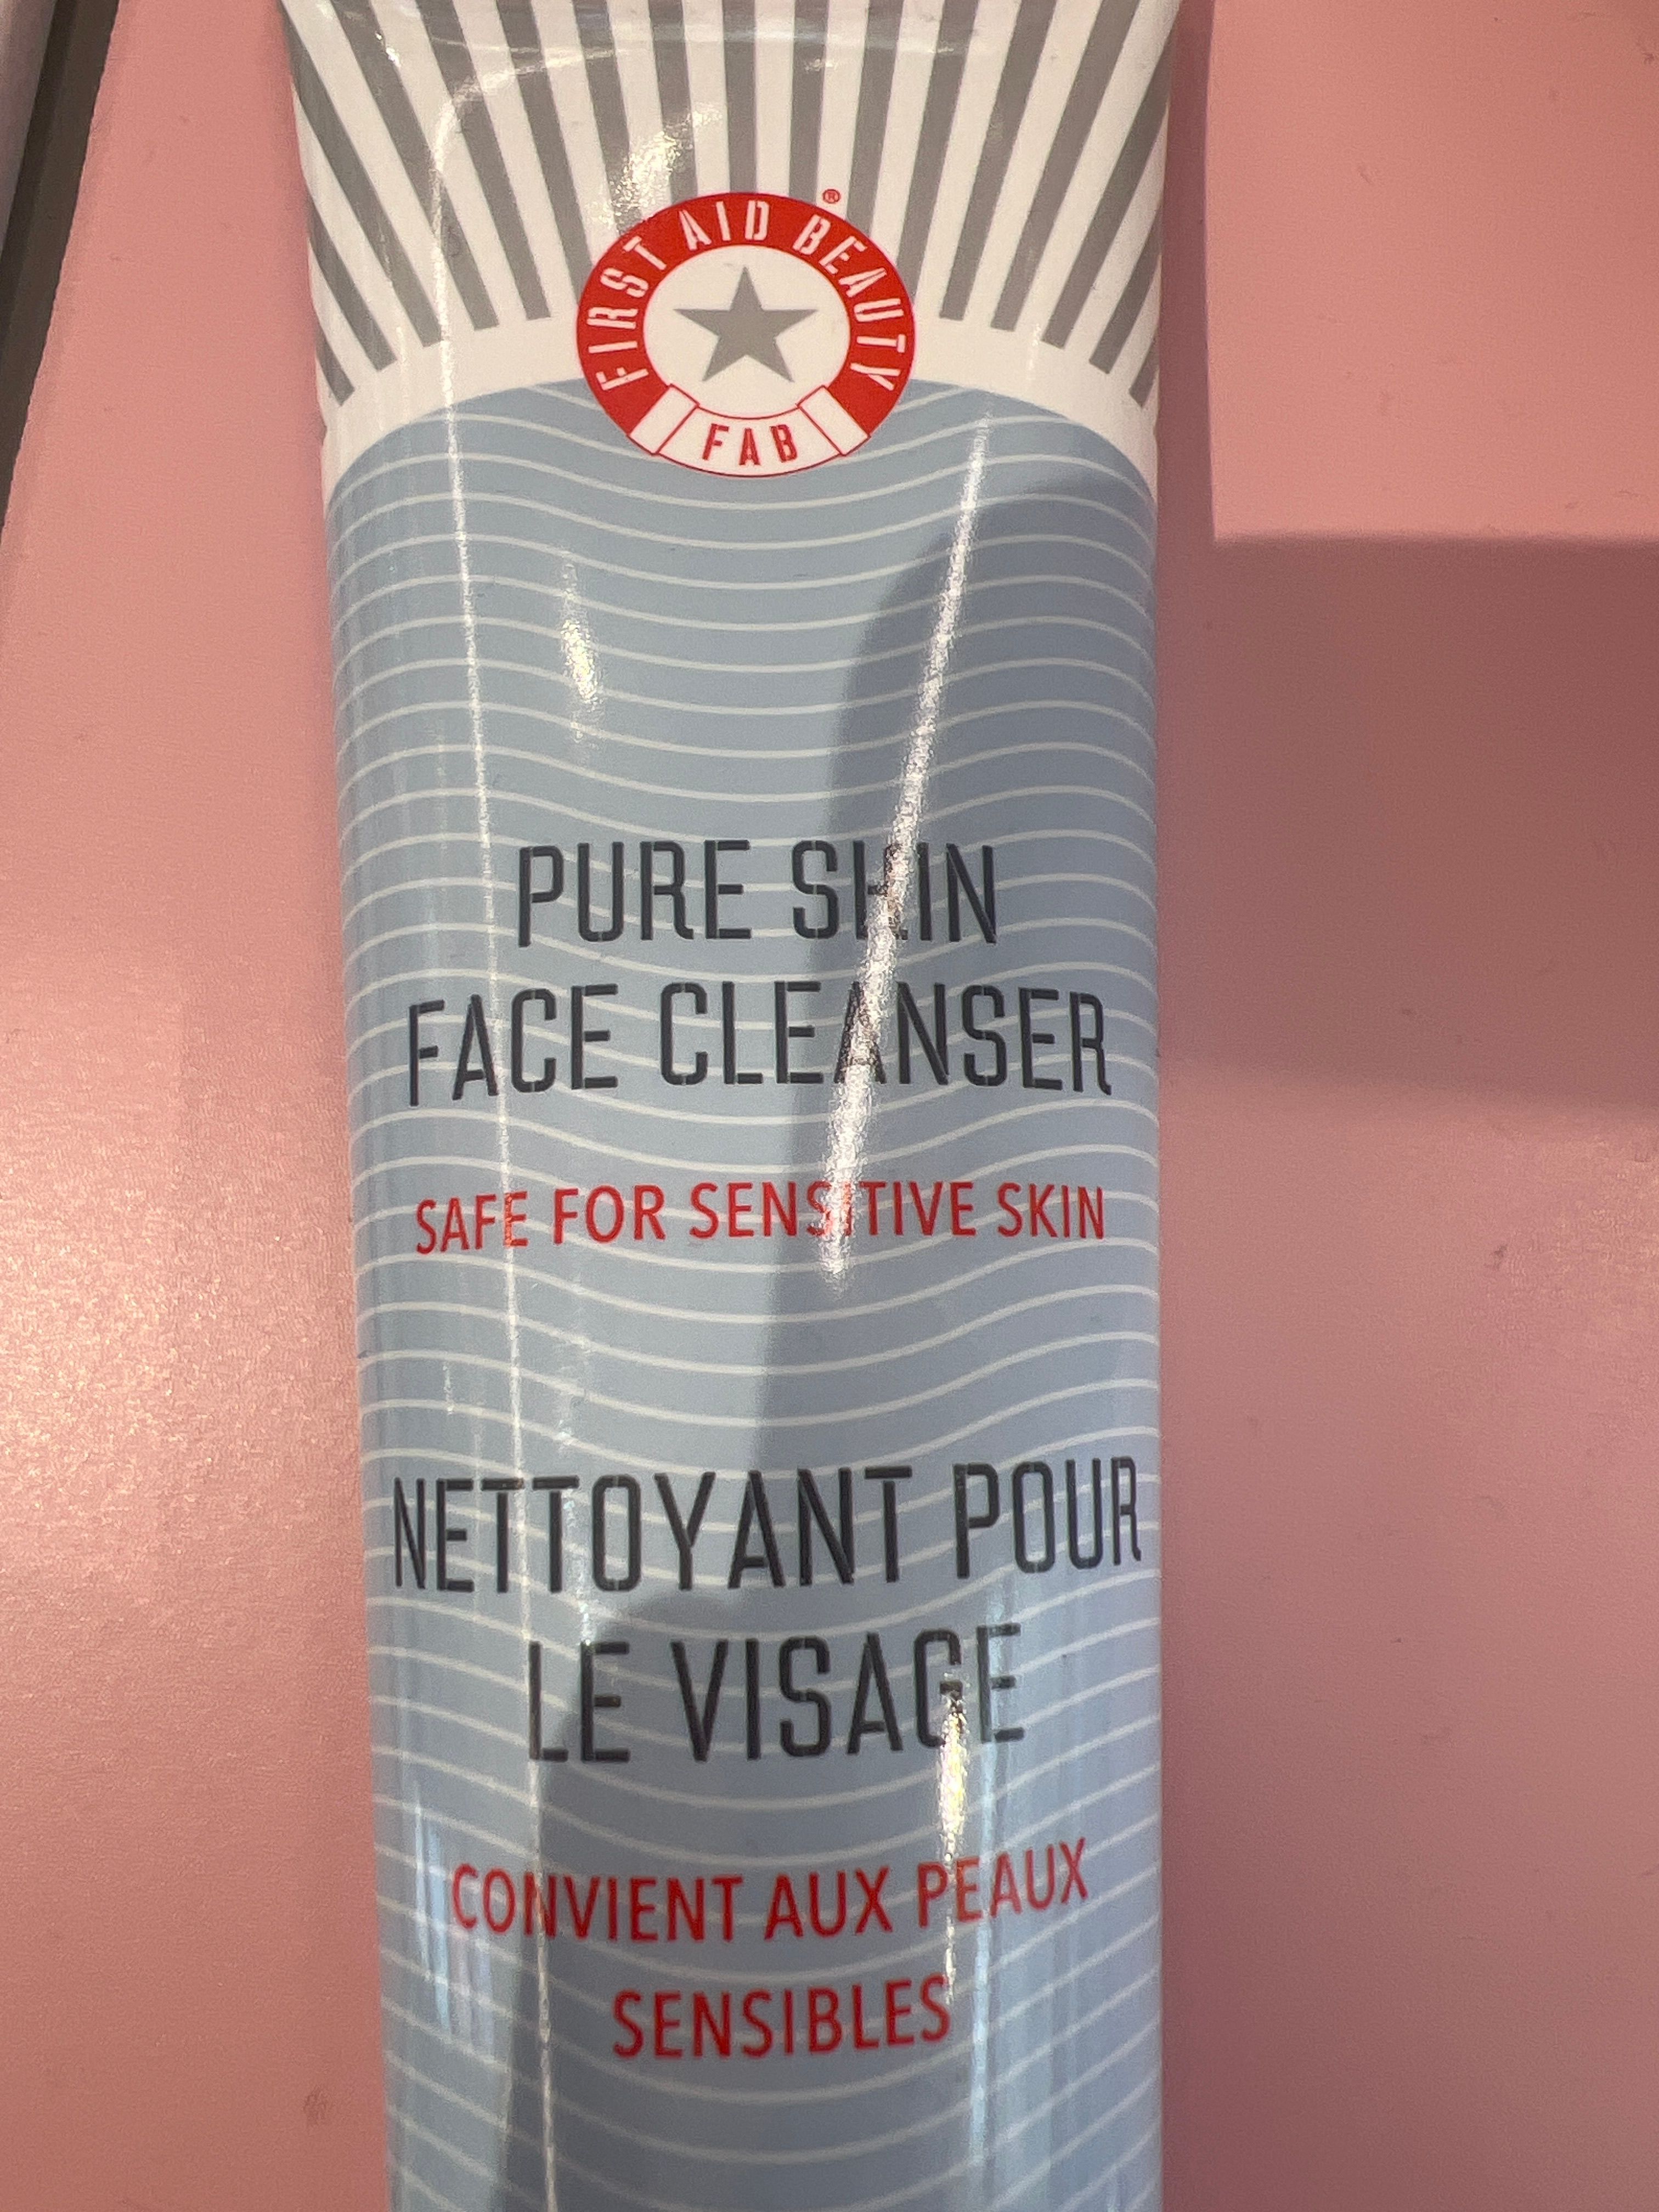 FIRST AID BEAUTY®
FAB
PURE SKIN
FACE CLEANSER
SAFE FOR SENSITIVE SKIN
NETTOYANT POUR
LE VISAGE
CONVIENT AUX PEAUX
SENSIBLES